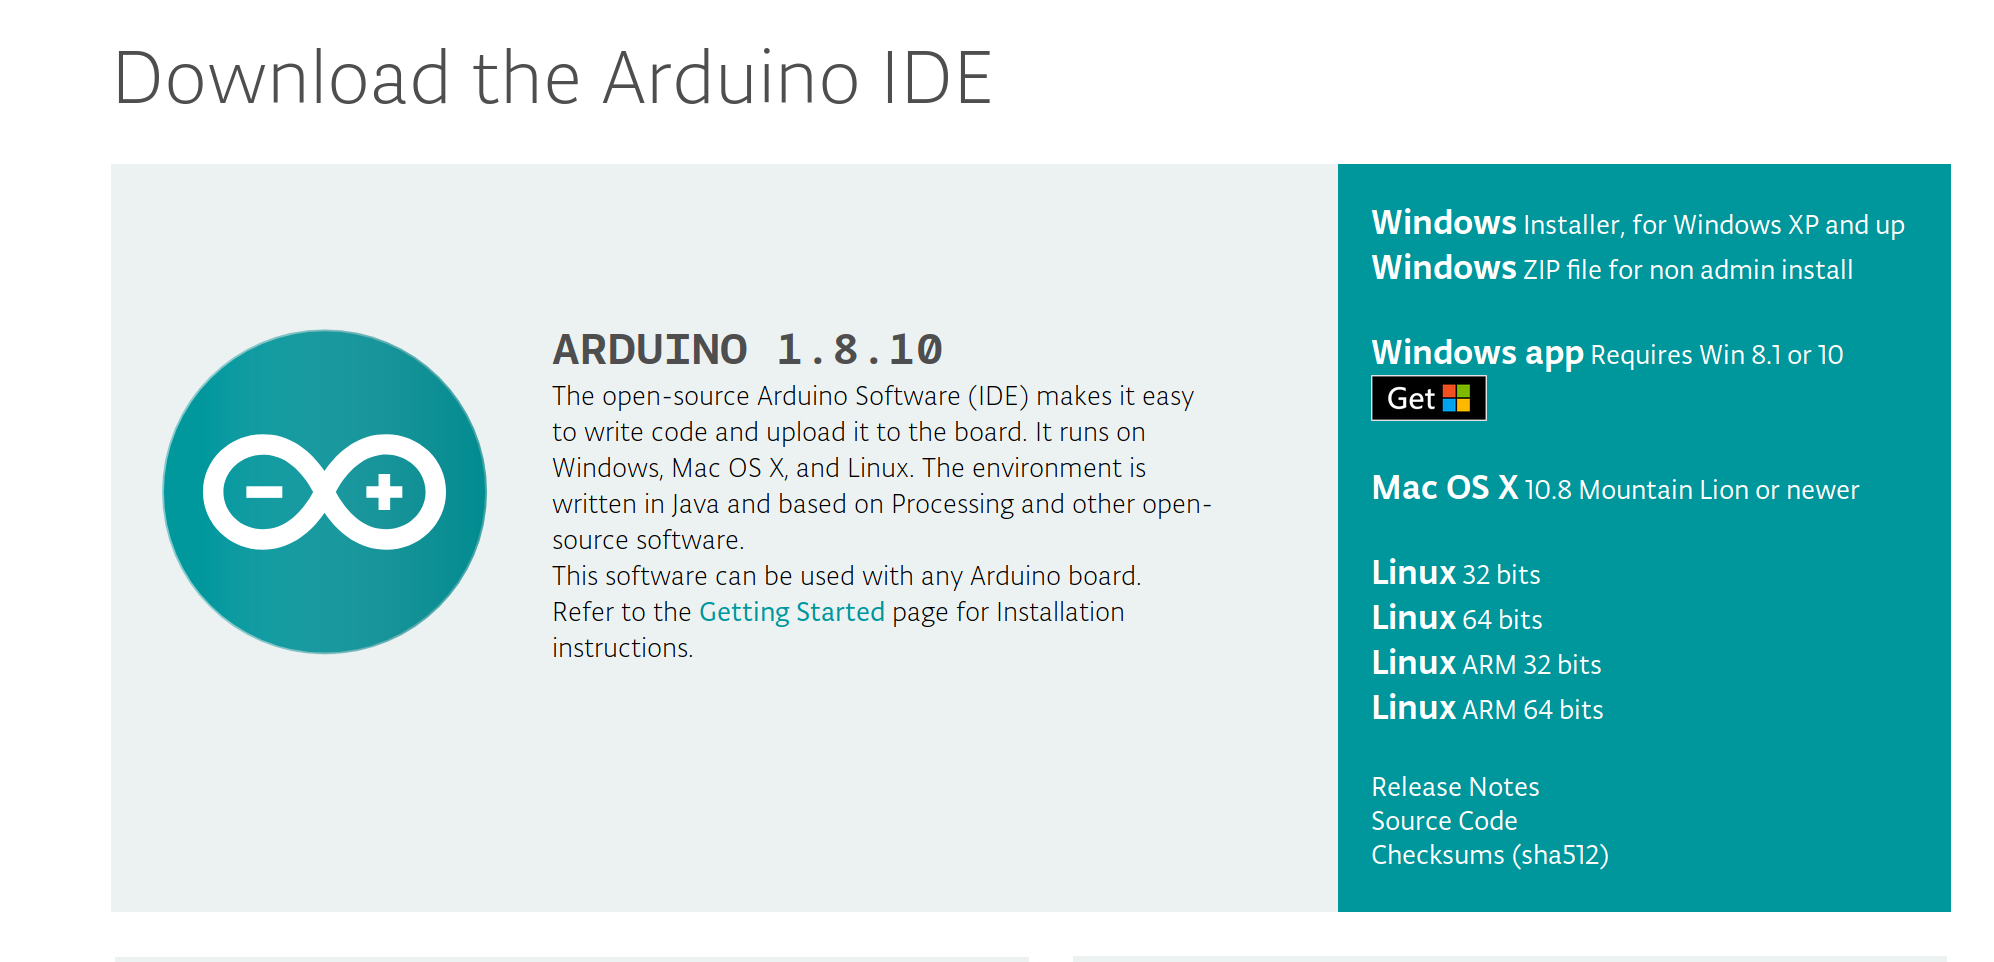 Download the Arduino IDE
ARDUINO 1.8.10
The open-source Arduino Software (IDE) makes it easy
to write code and upload it to the board. It runs on
Windows, Mac OS X, and Linux. The environment is
written in Java and based on Processing and other open-
source software.
This software can be used with any Arduino board.
Refer to the Getting Started page for Installation
instructions.
Windows Installer, for Windows XP and up
Windows ZIP file for non admin install
Windows app Requires Win 8.1 or 10
Get
Mac OS X 10.8 Mountain Lion or newer
Linux 32 bits
Linux 64 bits
Linux ARM 32 bits
Linux ARM 64 bits
Release Notes
Source Code
Checksums (sha512)